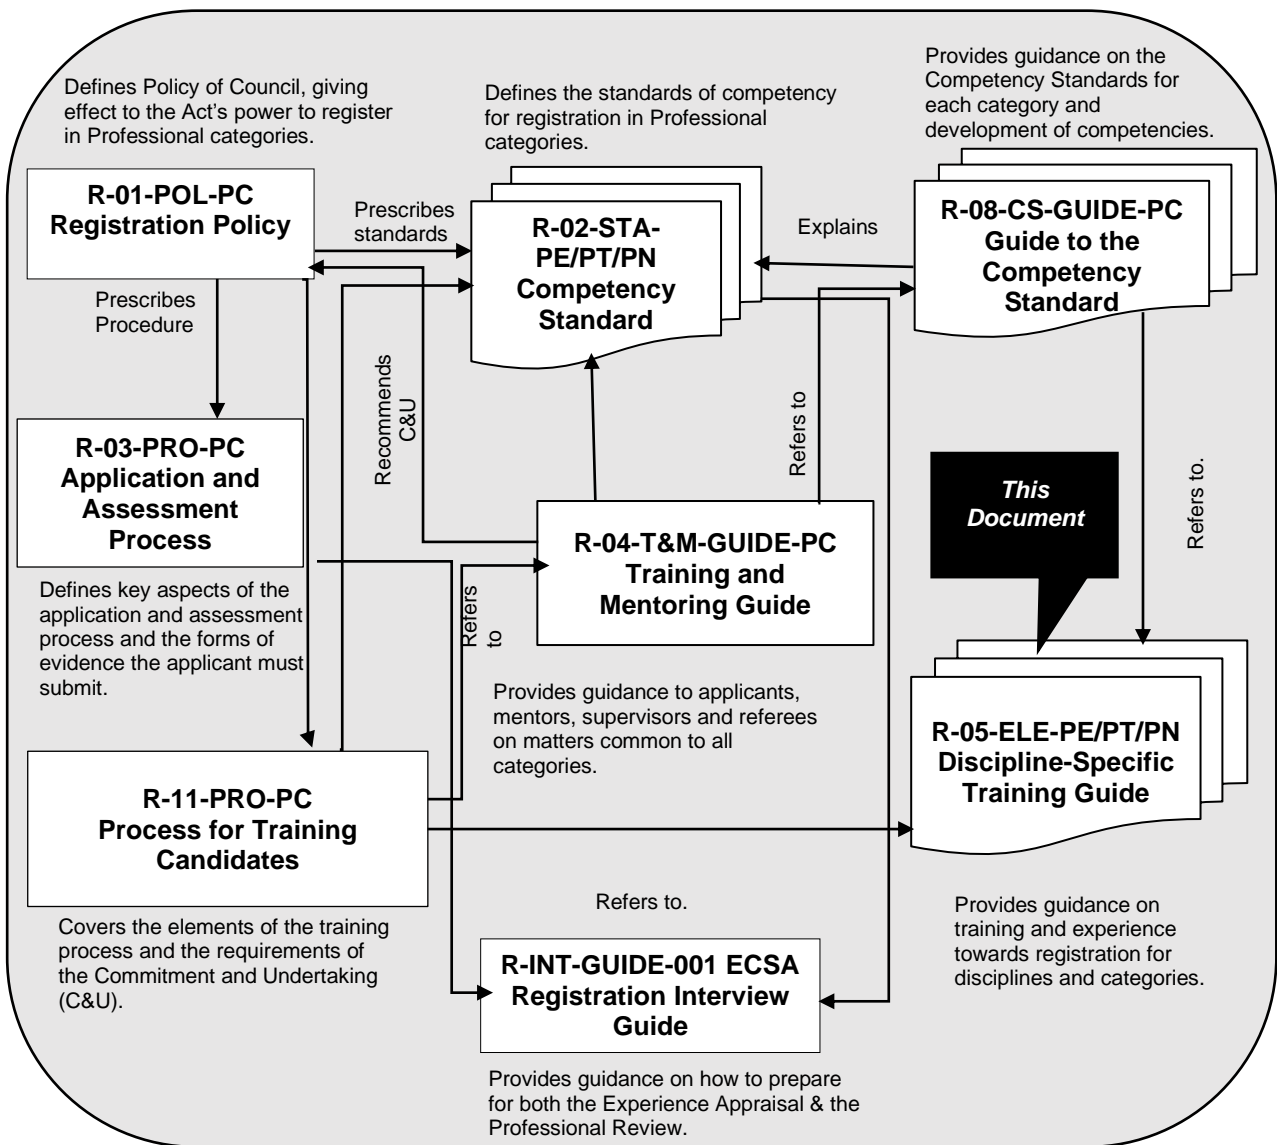 Defines Policy of Council, giving
effect to the Act's power to register
in Professional categories.
Defines the standards of competency
for registration in Professional
categories.
Provides guidance on the
Competency Standards for
each category and
development of competencies.
R-01-POL-PC
Registration Policy
Prescribes
standards
R-02-STA-
PE/PT/PN
Competency
Standard
Explains
R-08-CS-GUIDE-PC
Guide to the
Competency
Standard
Prescribes
Procedure
Recommends
C&U
Refers to
R-03-PRO-PC
Application and
Assessment
Process
This
Document
Refers to.
R-04-T&M-GUIDE-PC
Training and
Mentoring Guide
Defines key aspects of the
application and assessment
process and the forms of
evidence the applicant must
submit.
Refers
to
Provides guidance to applicants,
mentors, supervisors and referees
on matters common to all
categories.
R-05-ELE-PE/PT/PN
Discipline-Specific
Training Guide
R-11-PRO-PC
Process for Training
Candidates
Refers to.
Covers the elements of the training
process and the requirements of
the Commitment and Undertaking
(C&U).
Provides guidance on
training and experience
towards registration for
disciplines and categories.
R-INT-GUIDE-001 ECSA
Registration Interview
Guide
Provides guidance on how to prepare
for both the Experience Appraisal & the
Professional Review.